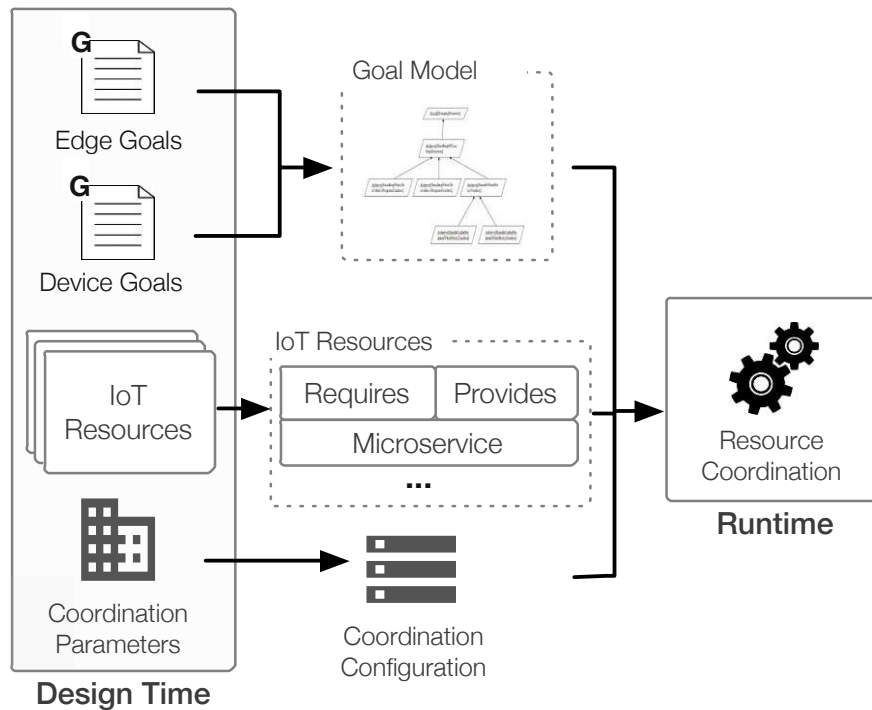 G
Edge Goals
G
Device Goals
IoT
Resources
Coordination
Parameters
Design Time
Goal Model
IoT Resources
Requires
Provides
Microservice
...
Coordination
Configuration
Resource
Coordination
Runtime